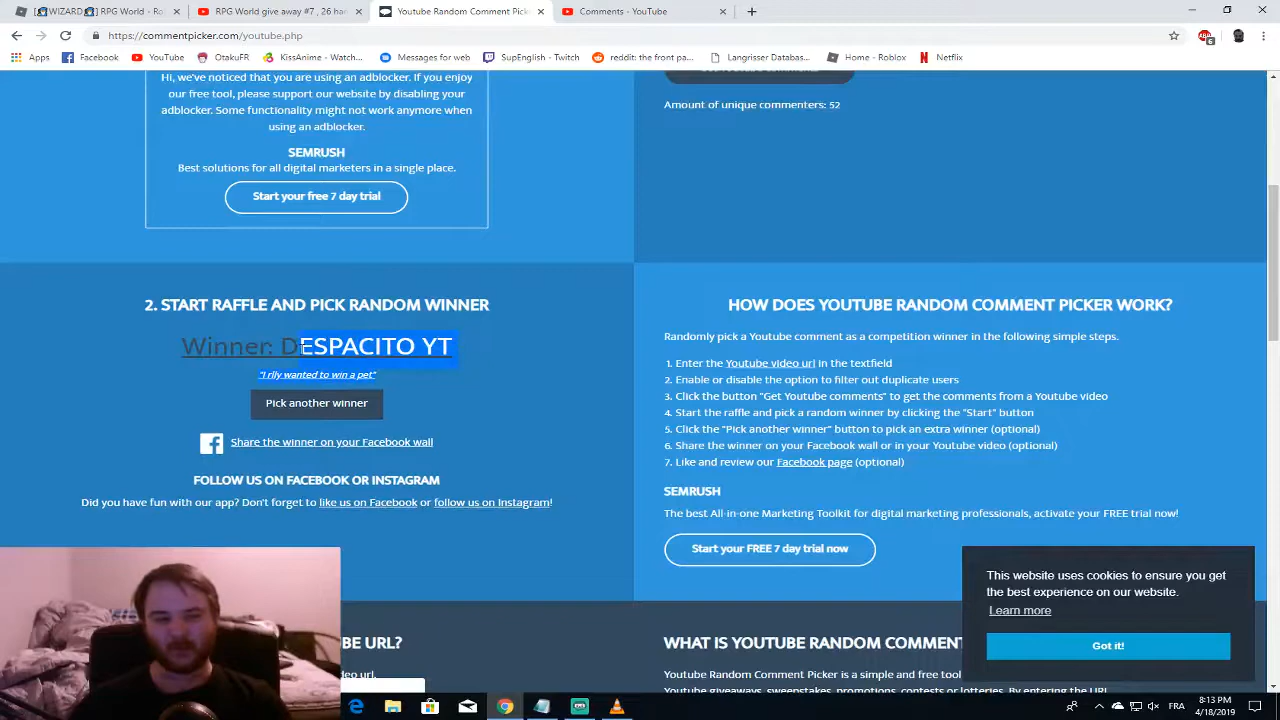 [WIZARD] RPG World - Ro
RPG World give away #7, 26 hal
Youtube Random Comment Pick
Comments - YouTube
https://commentpicker.com/youtube.php
Apps
Facebook
YouTube
OtakuFR
KissAnime - Watch...
Messages for web
SupEnglish - Twitch
reddit: the front pa...
Langrisser Databas...
Home - Roblox
Netflix
Hi, we've noticed that you are using an adblocker. If you enjoy
our free tool, please support our website by disabling your
adblocker. Some functionality might not work anymore when
using an adblocker.
SEMRUSH
Best solutions for all digital marketers in a single place.
Start your free 7 day trial
Amount of unique commenters: 52
2. START RAFFLE AND PICK RANDOM WINNER
Winner: DESPACITO YT
"I rlly wanted to win a pet"
Pick another winner
Share the winner on your Facebook wall
FOLLOW US ON FACEBOOK OR INSTAGRAM
Did you have fun with our app? Don't forget to like us on Facebook or follow us on Instagram!
HOW DOES YOUTUBE RANDOM COMMENT PICKER WORK?
Randomly pick a Youtube comment as a competition winner in the following simple steps.
1. Enter the Youtube video url in the textfield
2. Enable or disable the option to filter out duplicate users
3. Click the button "Get Youtube comments" to get the comments from a Youtube video
4. Start the raffle and pick a random winner by clicking the "Start" button
5. Click the "Pick another winner" button to pick an extra winner (optional)
6. Share the winner on your Facebook wall or in your Youtube video (optional)
7. Like and review our Facebook page (optional)
SEMRUSH
The best All-in-one Marketing Toolkit for digital marketing professionals, activate your FREE trial now!
Start your FREE 7 day trial now
This website uses cookies to ensure you get
the best experience on our website.
Learn more
Got it!
BE URL?
deo url.
WHAT IS YOUTUBE RANDOM COMMENT
Youtube Random Comment Picker is a simple and free tool
Youtube giveaways, sweepstakes, promotions, contests or lotteries. By entering the URL
FRA
8:13 PM
4/18/2019